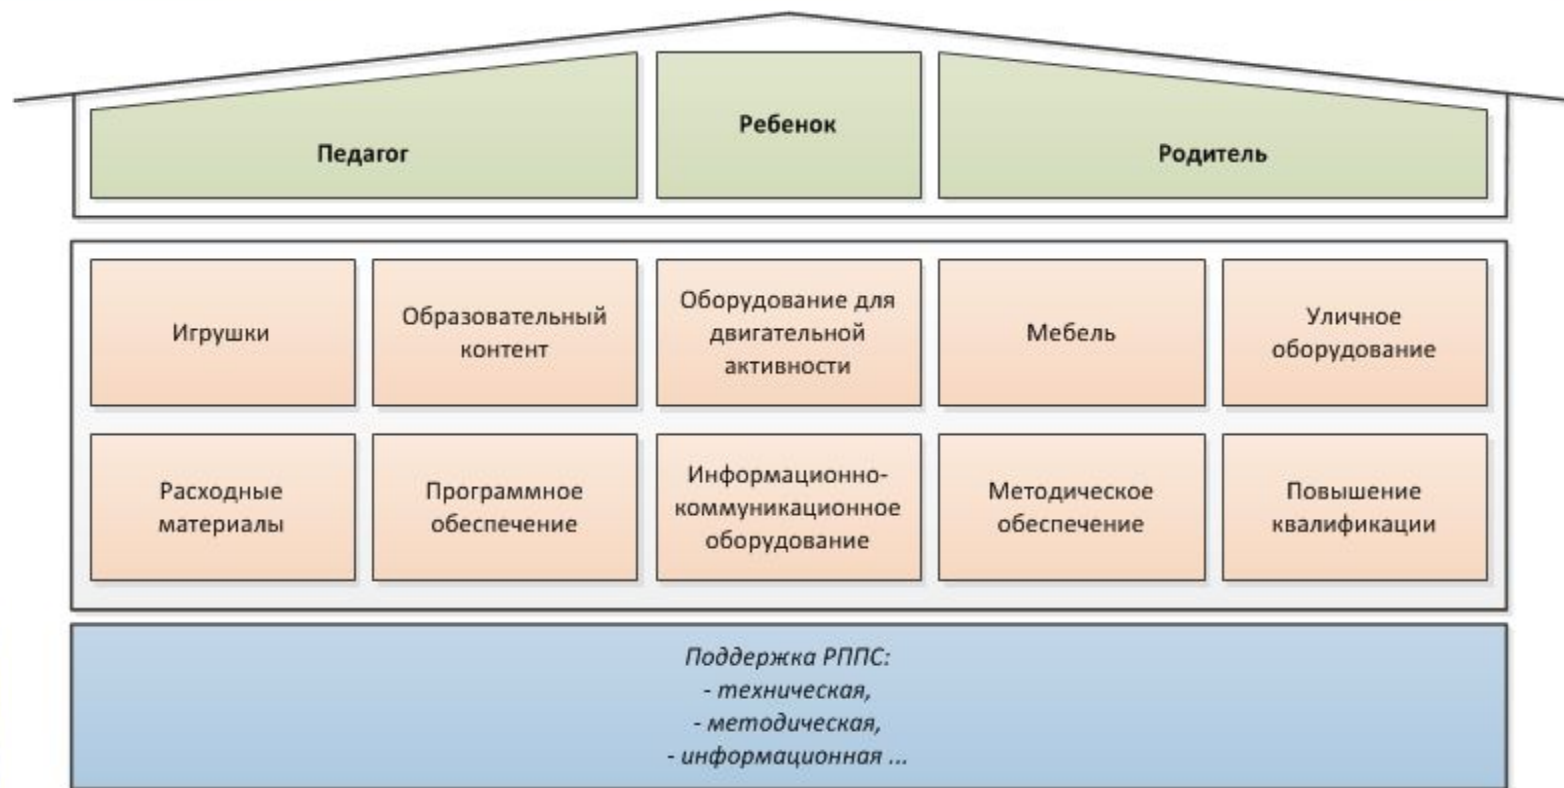 Педагог
Ребенок
Родитель
Игрушки
Образовательный
контент
Оборудование для
двигательной
активности
Мебель
Уличное
оборудование
Расходные
материалы
Программное
обеспечение
Информационно-
коммуникационное
оборудование
Методическое
обеспечение
Повышение
квалификации
Поддержка РППС:
- техническая,
- методическая,
- информационная ...